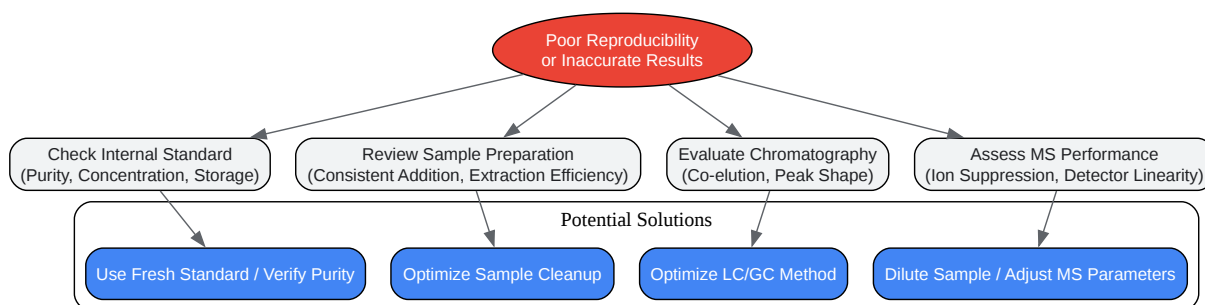 Poor Reproducibility
or Inaccurate Results
Check Internal Standard
(Purity, Concentration, Storage)
Review Sample Preparation
(Consistent Addition, Extraction Efficiency)
Evaluate Chromatography
(Co-elution, Peak Shape)
Assess MS Performance
(Ion Suppression, Detector Linearity)
Potential Solutions
Use Fresh Standard / Verify Purity
Optimize Sample Cleanup
Optimize LC/GC Method
Dilute Sample / Adjust MS Parameters